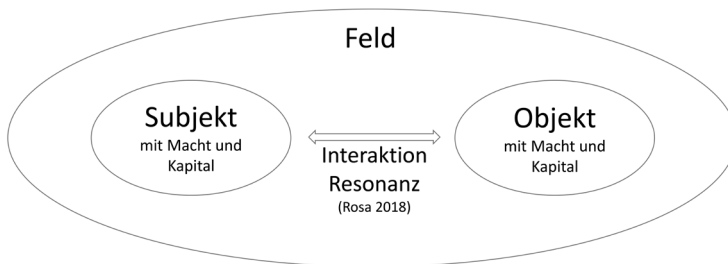 Feld
Subjekt
mit Macht und
Kapital
Interaktion
Resonanz
(Rosa 2018)
Objekt
mit Macht und
Kapital